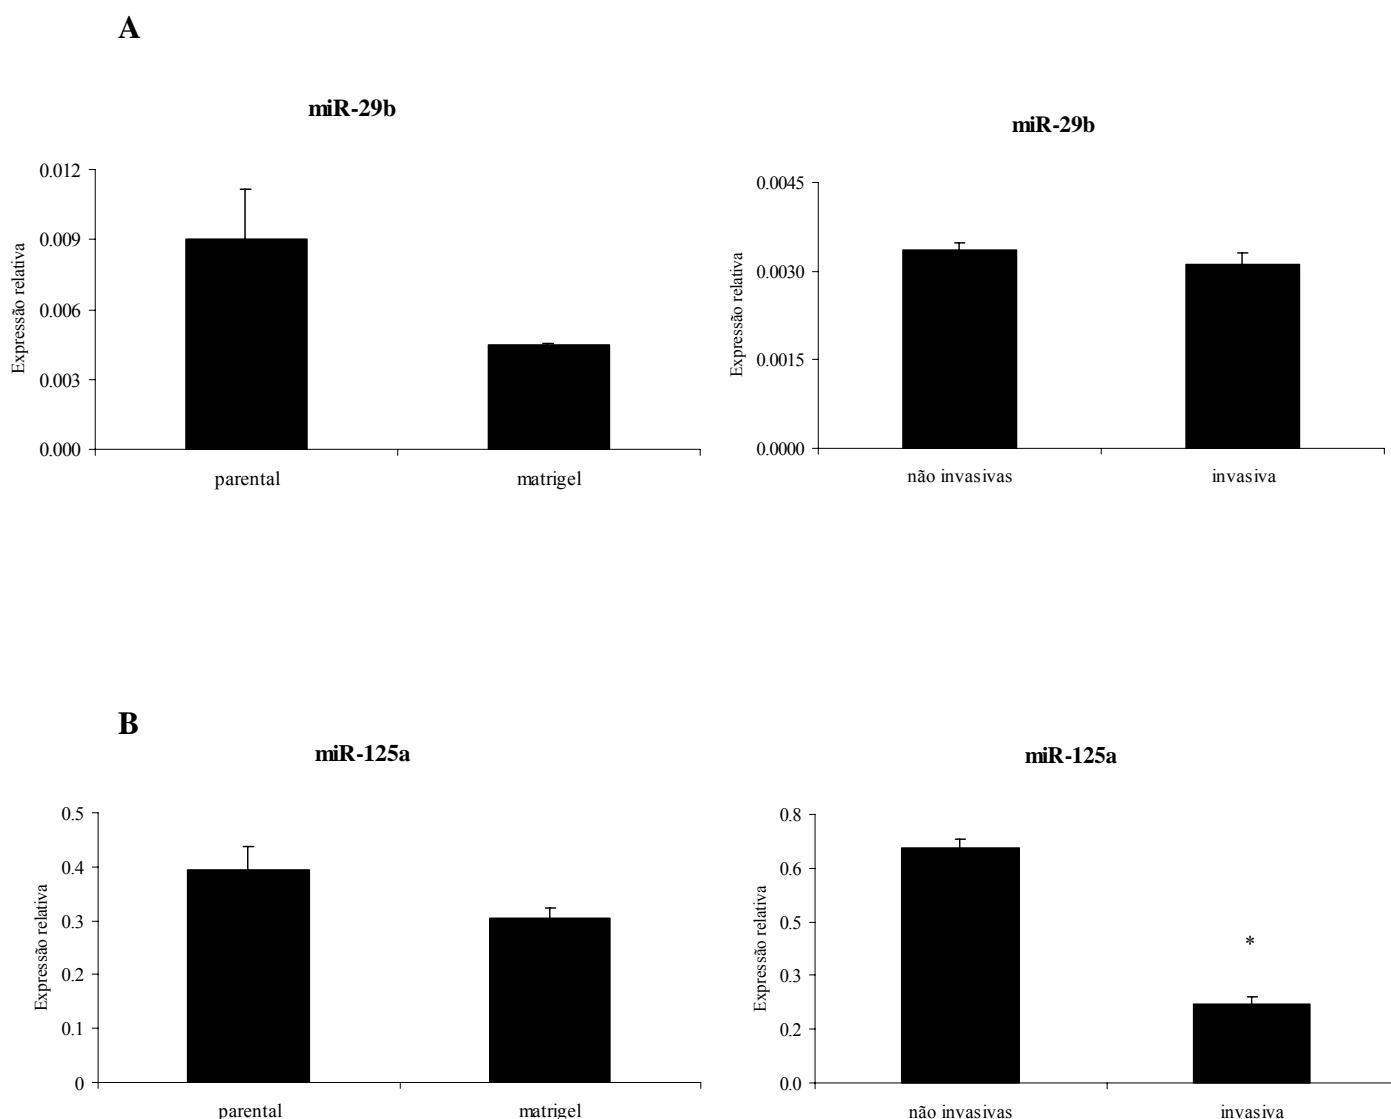 A
miR-29b
0.012
0.009
0.006
0.003
0.000
Expressão relativa
parental
matrigel
miR-29b
0.0045
0.0030
0.0015
0.0000
Expressão relativa
não invasivas
invasiva
B
miR-125a
0.5
0.4
0.3
0.2
0.1
0
Expressão relativa
parental
matrigel
miR-125a
0.8
0.6
0.5
0.3
0.2
0.0
Expressão relativa
*
não invasivas
invasiva